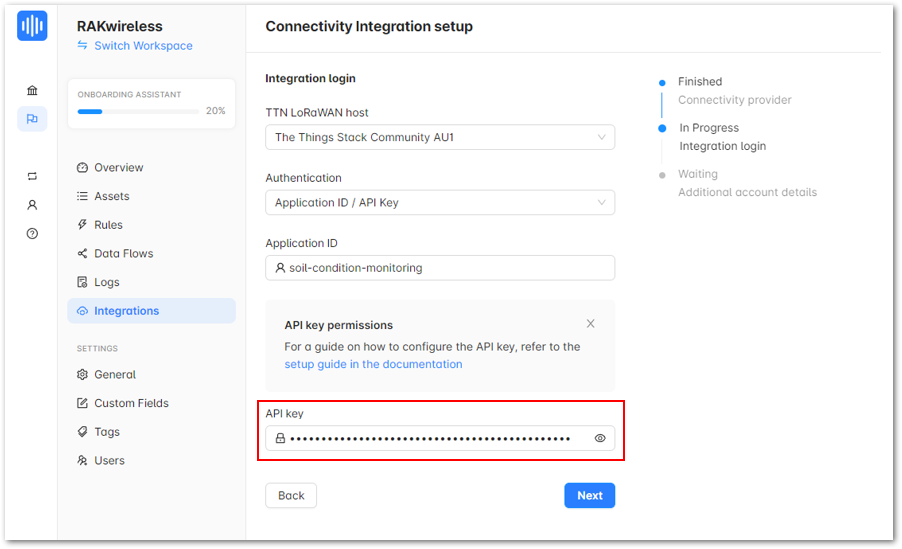 RAKwireless
Switch Workspace
ONBOARDING ASSISTANT
20%
Overview
Assets
Rules
Data Flows
Logs
Integrations
SETTINGS
General
Custom Fields
Tags
Users
Connectivity Integration setup
Integration login
TTN LoRaWAN host
The Things Stack Community AU1
Authentication
Application ID / API Key
Application ID
soil-condition-monitoring
API key permissions
For a guide on how to configure the API key, refer to the
setup guide in the documentation
API key
Back
Next
Finished
Connectivity provider
In Progress
Integration login
Waiting
Additional account details